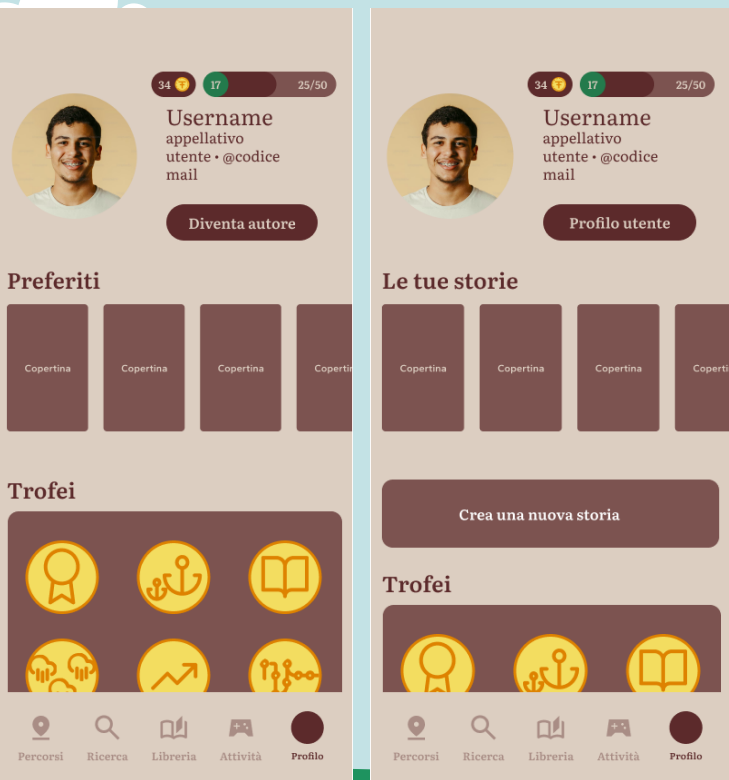 34
17
25/50
Username
appellativo
utente • @codice
mail
Diventa autore
Preferiti
Copertina
Copertina
Copertina
Coperti
Trofei
Percorsi
Ricerca
Libreria
Attività
Profilo
34
17
25/50
Username
appellativo
utente • @codice
mail
Profilo utente
Le tue storie
Copertina
Copertina
Copertina
Coperti
Crea una nuova storia
Trofei
Percorsi
Ricerca
Libreria
Attività
Profilo